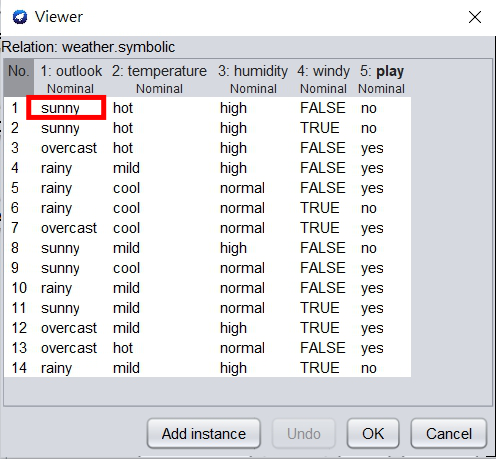 Viewer
Relation: weather.symbolic
No. 1: outlook 2: temperature 3: humidity 4: windy 5: play
Nominal Nominal Nominal Nominal Nominal
1 sunny hot high FALSE no
2 sunny hot high TRUE no
3 overcast hot high FALSE yes
4 rainy mild high FALSE yes
5 rainy cool normal FALSE yes
6 rainy cool normal TRUE no
7 overcast cool normal TRUE yes
8 sunny mild high FALSE no
9 sunny cool normal FALSE yes
10 rainy mild normal FALSE yes
11 sunny mild normal TRUE yes
12 overcast mild high TRUE yes
13 overcast hot normal FALSE yes
14 rainy mild high TRUE no
Add instance Undo OK Cancel